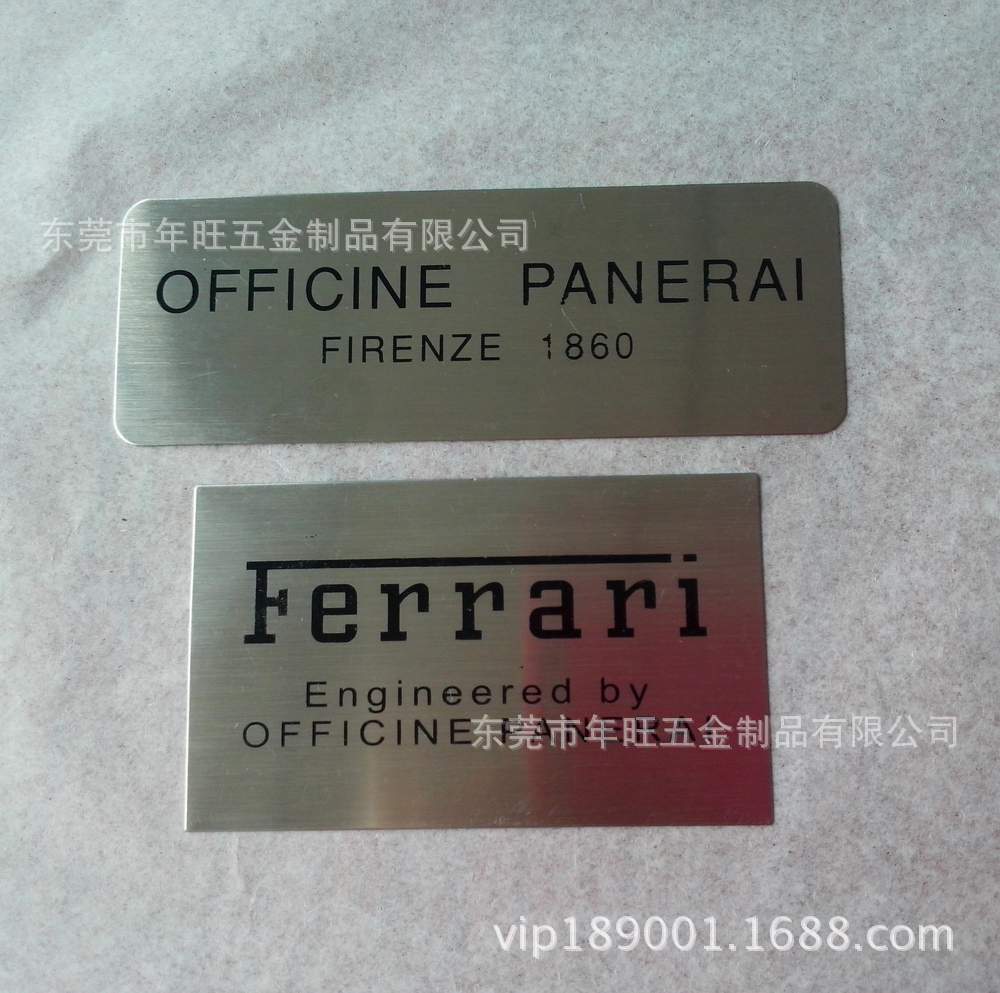 东莞市年旺五金制品有限公司
OFFICINE PANERAI
FIRENZE 1860
Ferrari
Engineered by
OFFICINE PANERAI
东莞市年旺五金制品有限公司
vip189001.1688.com